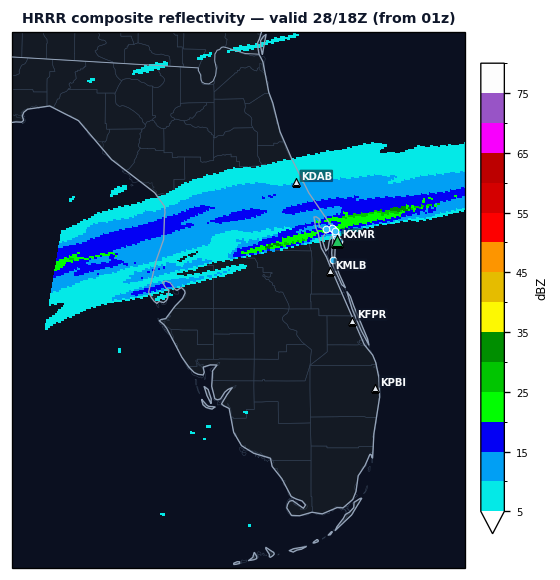 HRRR composite reflectivity — valid 28/18Z (from 01z)
KDAB
KXMR
KMLB
KFPR
KPBI
75
65
55
45
35
25
15
5
dBZ